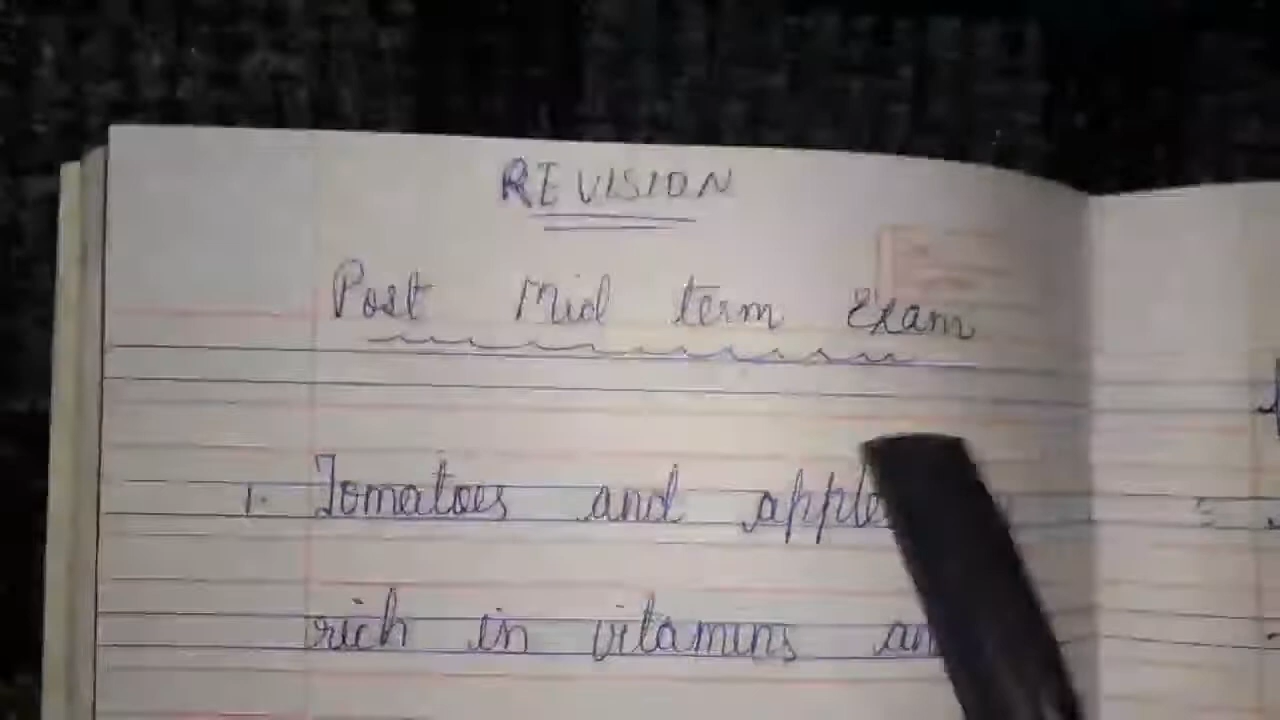 REVISION
Post Mid term Exam
1. Tomatoes and apple
rich in vitamins an